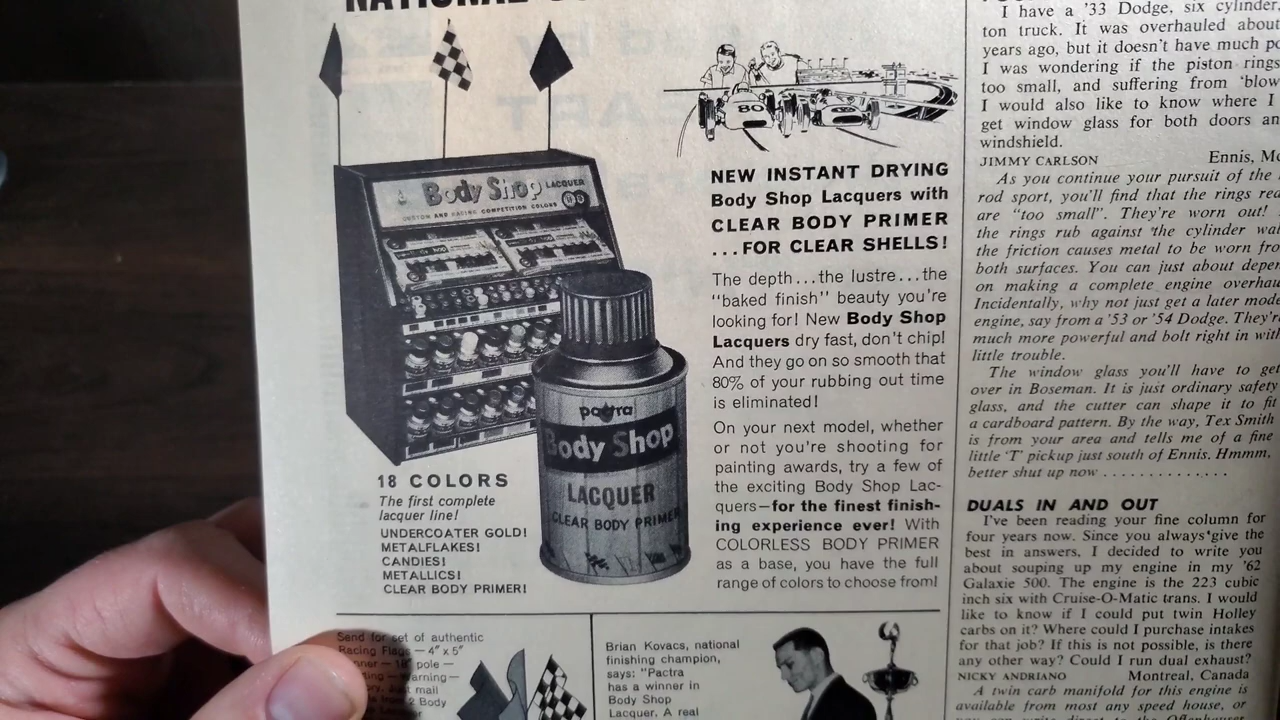 NATIONAL
Body Shop LACQUER
CUSTOM AND RACING COMPETITION COLORS
80
NEW INSTANT DRYING
Body Shop Lacquers with
CLEAR BODY PRIMER
...FOR CLEAR SHELLS!
The depth...the lustre...the
"baked finish" beauty you're
looking for! New Body Shop
Lacquers dry fast, don't chip!
And they go on so smooth that
80% of your rubbing out time
is eliminated!
On your next model, whether
or not you're shooting for
painting awards, try a few of
the exciting Body Shop Lac-
quers—for the finest finish-
ing experience ever! With
COLORLESS BODY PRIMER
as a base, you have the full
range of colors to choose from!
pactra
Body Shop
LACQUER
CLEAR BODY PRIMER
18 COLORS
The first complete
lacquer line!
UNDERCOATER GOLD!
METALFLAKES!
CANDIES!
METALLICS!
CLEAR BODY PRIMER!
Send for set of authentic
Racing Flags — 4" x 5"
pole —
warning—
mail
2 Body
Brian Kovacs, national
finishing champion,
says: "Pactra
has a winner in
Body Shop
Lacquer. A real
I have a '33 Dodge, six cylinder,
ton truck. It was overhauled about
years ago, but it doesn't have much
I was wondering if the piston rings
too small, and suffering from 'blow
I would also like to know where I
get window glass for both doors
windshield.
JIMMY CARLSON Ennis,
As you continue your pursuit of the
rod sport, you'll find that the rings
are "too small". They're worn out!
the rings rub against the cylinder
the friction causes metal to be worn
both surfaces. You can just about
on making a complete engine
Incidentally, why not just get a later
engine, say from a '53 or '54 Dodge. They're
much more powerful and bolt right in with
little trouble.
The window glass you'll have to get
over in Boseman. It is just ordinary safety
glass, and the cutter can shape it to fit
a cardboard pattern. By the way, Tex Smith
is from your area and tells me of a fine
little 'T' pickup just south of Ennis. Hmmm,
better shut up now ..............
DUALS IN AND OUT
I've been reading your fine column for
four years now. Since you always give the
best in answers, I decided to write you
about souping up my engine in my '62
Galaxie 500. The engine is the 223 cubic
inch six with Cruise-O-Matic trans. I would
like to know if I could put twin Holley
carbs on it? Where could I purchase intakes
for that job? If this is not possible, is there
any other way? Could I run dual exhaust?
NICKY ANDRIANO Montreal, Canada
A twin carb manifold for this engine is
available from most any speed house, or